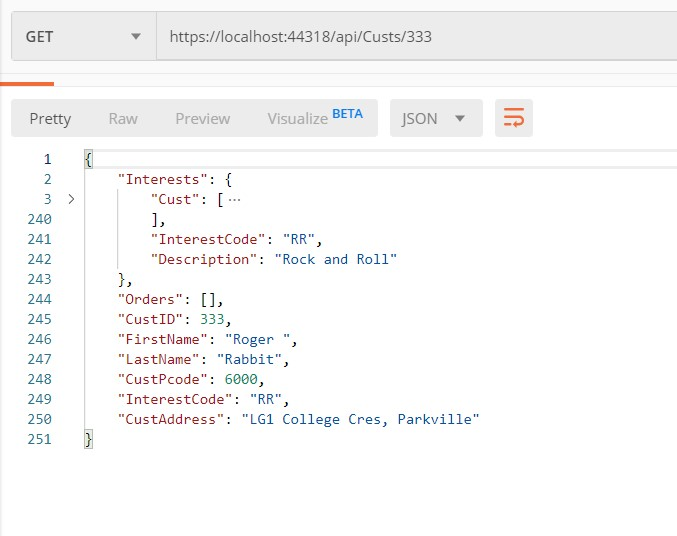 GET https://localhost:44318/api/Custs/333
Pretty Raw Preview Visualize BETA JSON
1 {
2 "Interests": {
3 "Cust": [ ···
240 ],
241 "InterestCode": "RR",
242 "Description": "Rock and Roll"
243 },
244 "Orders": [],
245 "CustID": 333,
246 "FirstName": "Roger ",
247 "LastName": "Rabbit",
248 "CustPcode": 6000,
249 "InterestCode": "RR",
250 "CustAddress": "LG1 College Cres, Parkville"
251 }